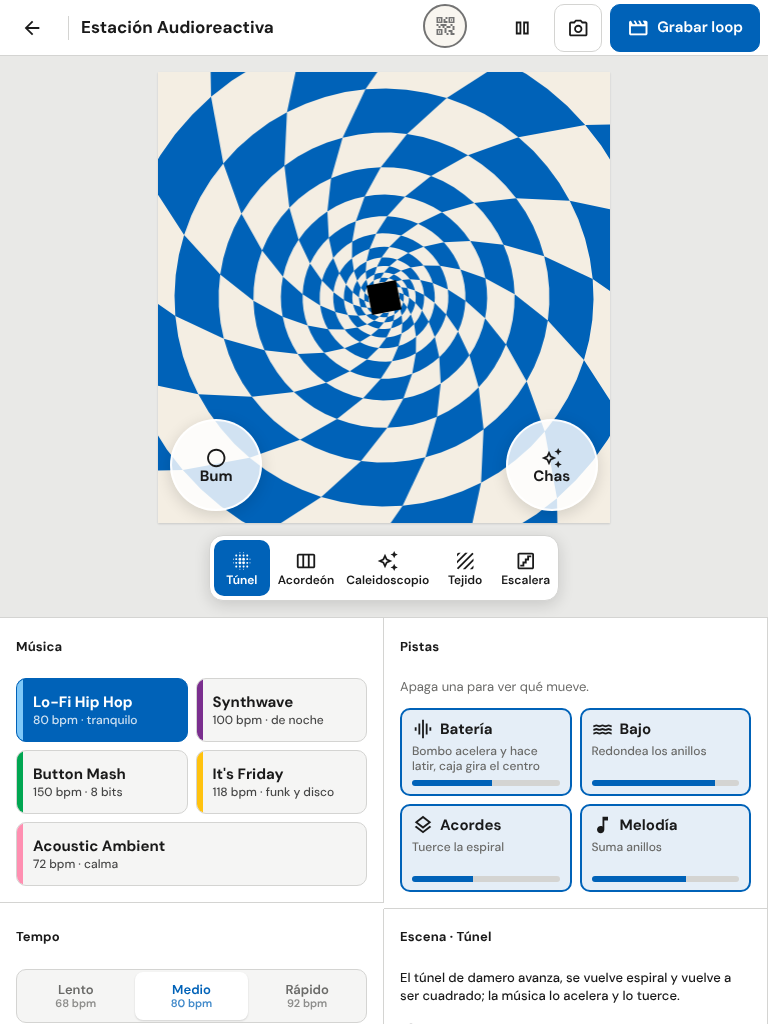 Estación Audioreactiva
Grabar loop
Bum
Chas
Túnel
Acordeón
Caleidoscopio
Tejido
Escalera
Música
Lo-Fi Hip Hop
80 bpm · tranquilo
Synthwave
100 bpm · de noche
Button Mash
150 bpm · 8 bits
It's Friday
118 bpm · funk y disco
Acoustic Ambient
72 bpm · calma
Pistas
Apaga una para ver qué mueve.
Batería
Bombo acelera y hace
latir, caja gira el centro
Bajo
Redondea los anillos
Acordes
Tuerce la espiral
Melodía
Suma anillos
Tempo
Lento
68 bpm
Medio
80 bpm
Rápido
92 bpm
Escena · Túnel
El túnel de damero avanza, se vuelve espiral y vuelve a
ser cuadrado; la música lo acelera y lo tuerce.